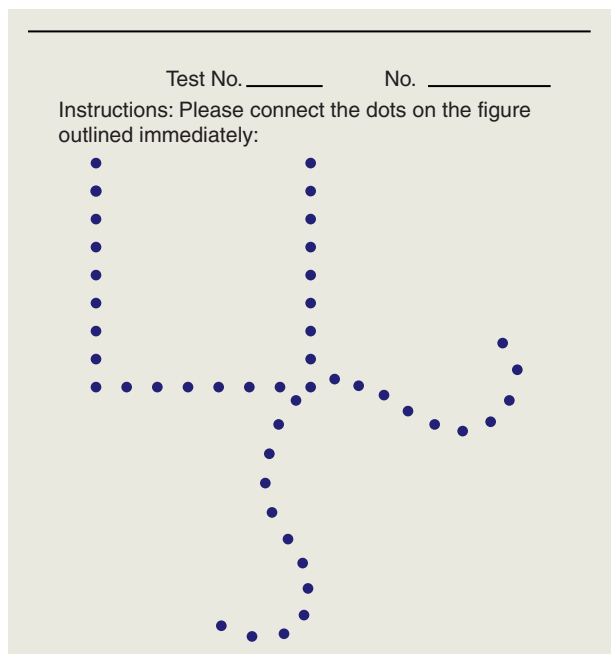 Test No. No.
Instructions: Please connect the dots on the figure
outlined immediately: